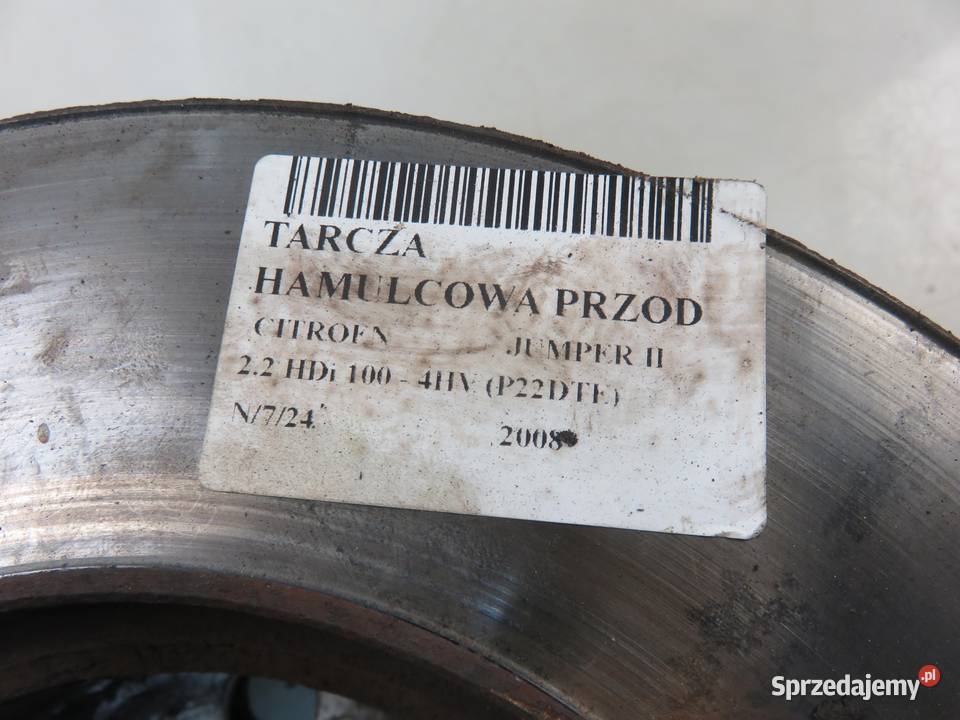 TARCZA
HAMULCOWA PRZOD
CITROEN JUMPER II
2.2 HDi 100 - 4HV (P22DTE)
N/7/24 2008
Sprzedajemy.pl